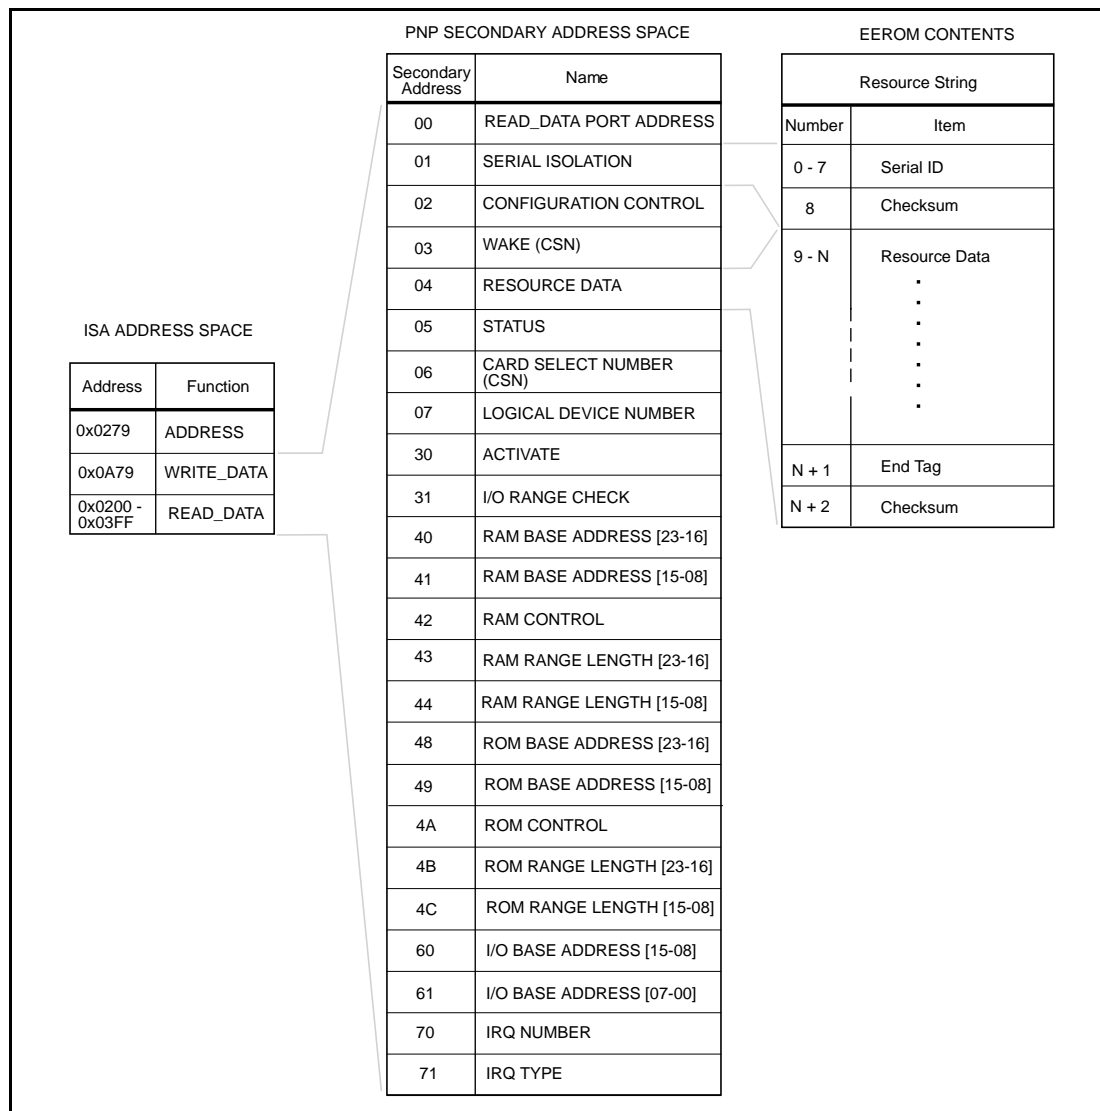 PNP SECONDARY ADDRESS SPACE
Secondary Address Name
00 READ_DATA PORT ADDRESS
01 SERIAL ISOLATION
02 CONFIGURATION CONTROL
03 WAKE (CSN)
04 RESOURCE DATA
05 STATUS
06 CARD SELECT NUMBER (CSN)
07 LOGICAL DEVICE NUMBER
30 ACTIVATE
31 I/O RANGE CHECK
40 RAM BASE ADDRESS [23-16]
41 RAM BASE ADDRESS [15-08]
42 RAM CONTROL
43 RAM RANGE LENGTH [23-16]
44 RAM RANGE LENGTH [15-08]
48 ROM BASE ADDRESS [23-16]
49 ROM BASE ADDRESS [15-08]
4A ROM CONTROL
4B ROM RANGE LENGTH [23-16]
4C ROM RANGE LENGTH [15-08]
60 I/O BASE ADDRESS [15-08]
61 I/O BASE ADDRESS [07-00]
70 IRQ NUMBER
71 IRQ TYPE
EEROM CONTENTS
Resource String
Number Item
0 - 7 Serial ID
8 Checksum
9 - N Resource Data
N + 1 End Tag
N + 2 Checksum
ISA ADDRESS SPACE
Address Function
0x0279 ADDRESS
0x0A79 WRITE_DATA
0x0200 - 0x03FF READ_DATA